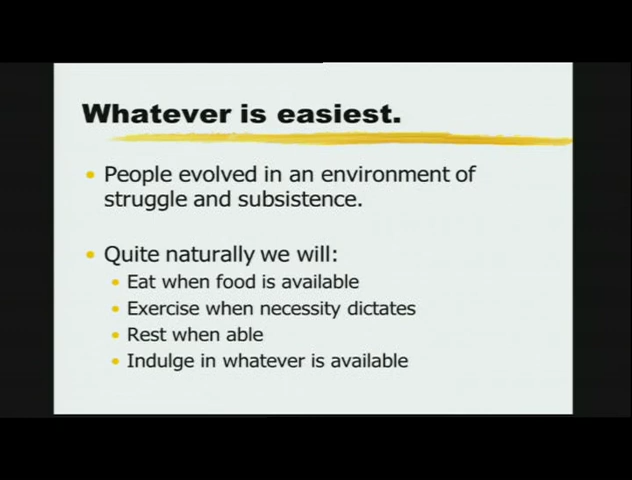 Whatever is easiest.
• People evolved in an environment of
struggle and subsistence.
• Quite naturally we will:
• Eat when food is available
• Exercise when necessity dictates
• Rest when able
• Indulge in whatever is available